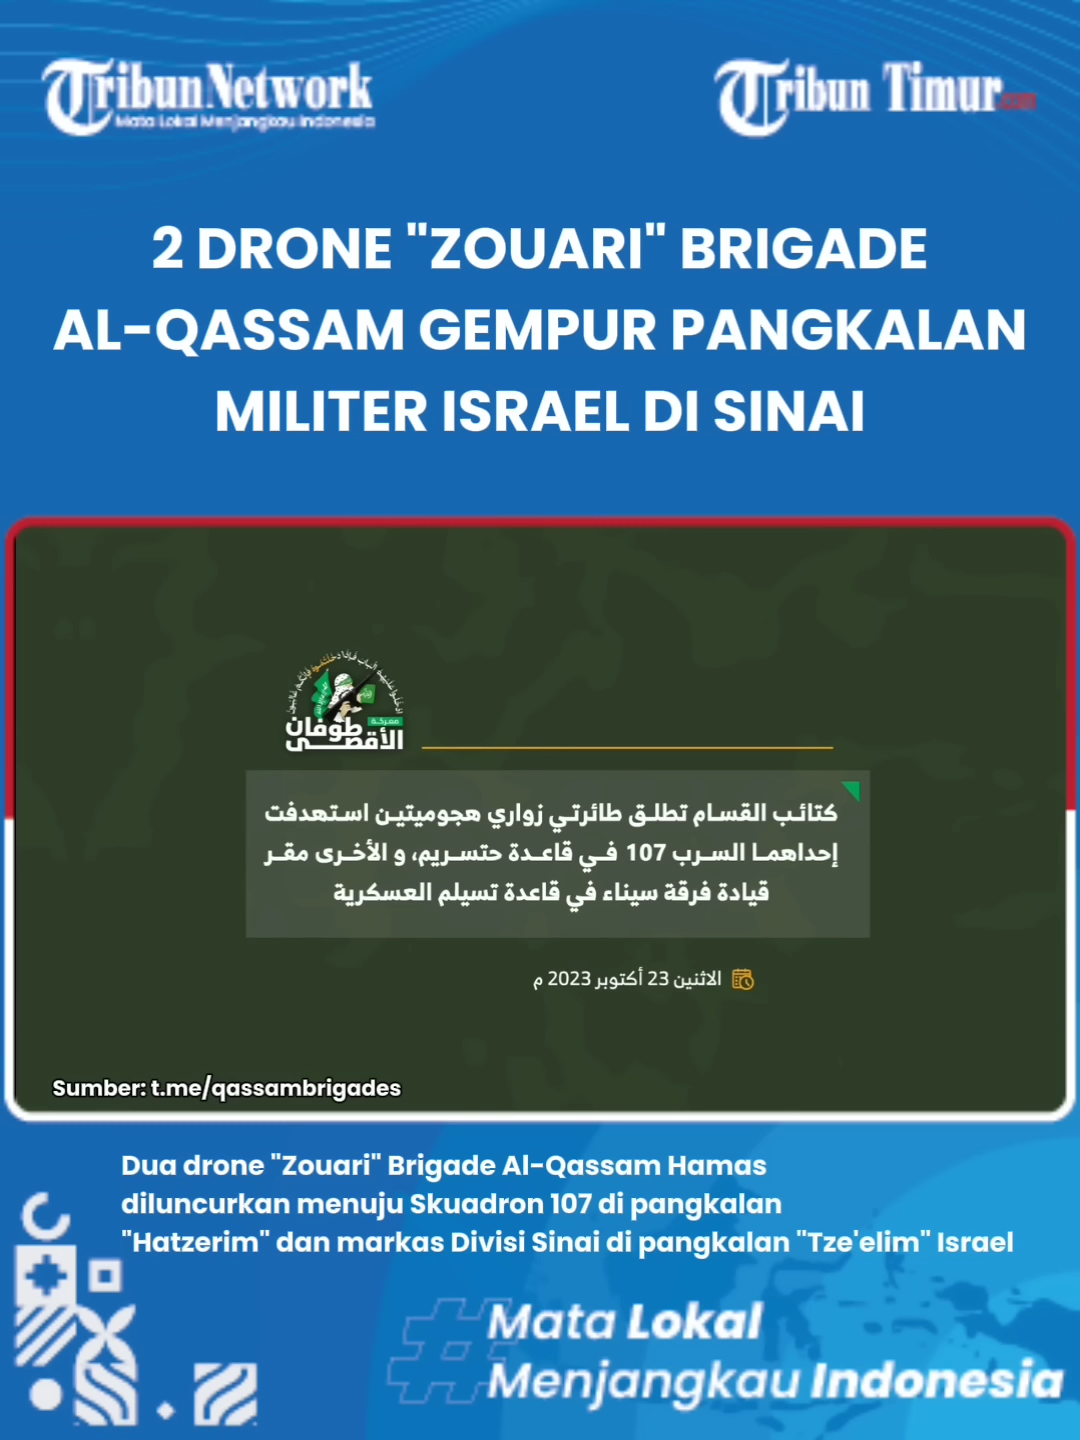 TribunNetwork
Mata Lokal Menjangkau Indonesia
Tribun Timur.com
2 DRONE "ZOUARI" BRIGADE
AL-QASSAM GEMPUR PANGKALAN
MILITER ISRAEL DI SINAI
معركة
طوفان
الأقصى
كتائب القسام تطلق طائرتي زواري هجوميتين استهدفت
إحداهما السرب 107 في قاعدة حتسريم، و الأخرى مقر
قيادة فرقة سيناء في قاعدة تسيلم العسكرية
الاثنين 23 أكتوبر 2023 م
Sumber: t.me/qassambrigades
Dua drone "Zouari" Brigade Al-Qassam Hamas
diluncurkan menuju Skuadron 107 di pangkalan
"Hatzerim" dan markas Divisi Sinai di pangkalan "Tze'elim" Israel
#Mata Lokal
Menjangkau Indonesia